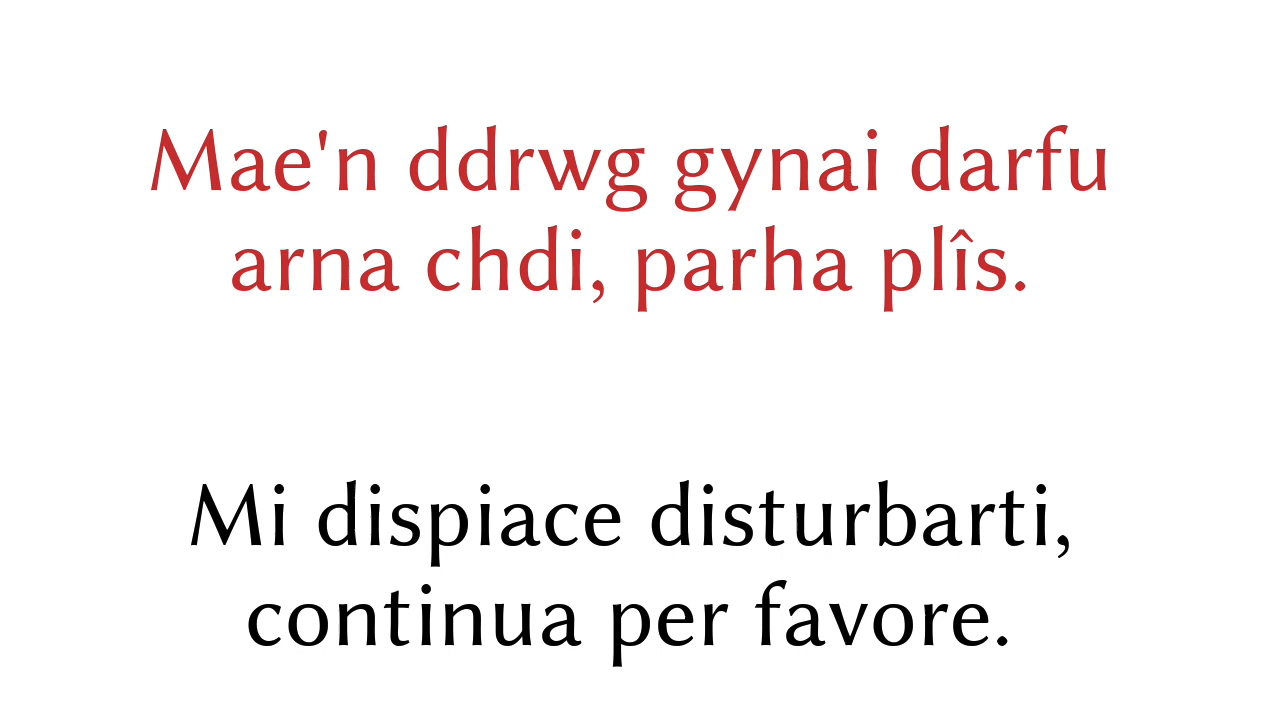 Mae'n ddrwg gynai darfu
arna chdi, parha plîs.
Mi dispiace disturbarti,
continua per favore.